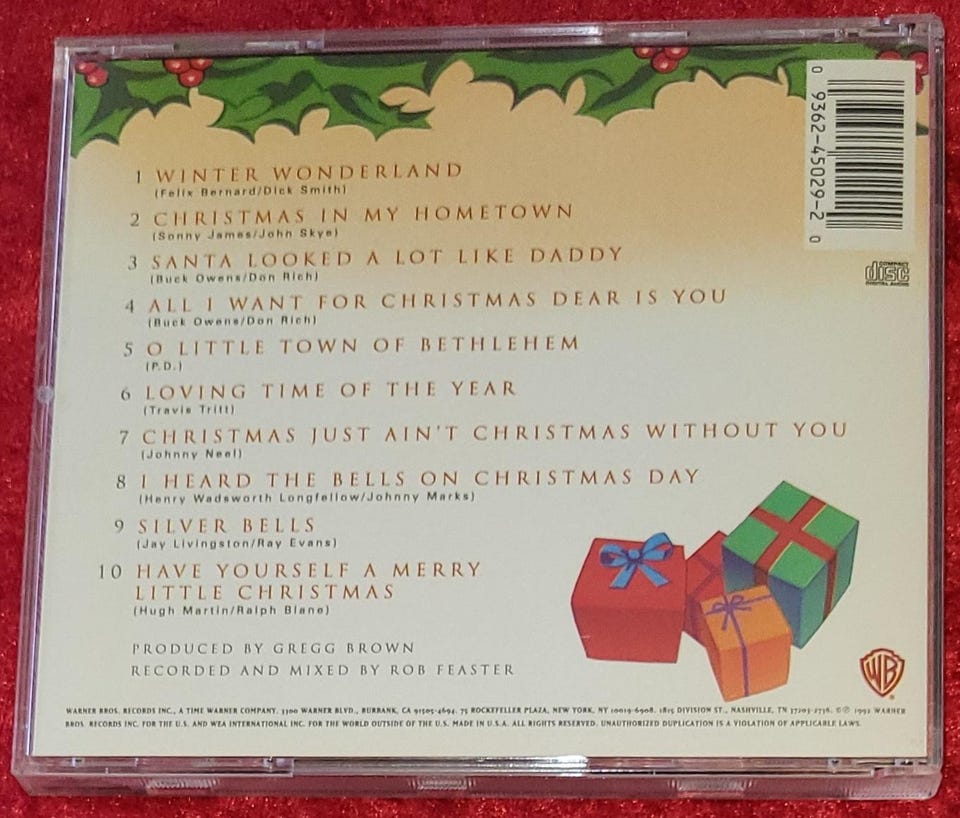 1 WINTER WONDERLAND
(Felix Bernard/Dick Smith)
2 CHRISTMAS IN MY HOMETOWN
(Sonny James/John Skye)
3 SANTA LOOKED A LOT LIKE DADDY
(Buck Owens/Don Rich)
4 ALL I WANT FOR CHRISTMAS DEAR IS YOU
(Buck Owens/Don Rich)
5 O LITTLE TOWN OF BETHLEHEM
(P.D.)
6 LOVING TIME OF THE YEAR
(Travis Tritt)
7 CHRISTMAS JUST AIN'T CHRISTMAS WITHOUT YOU
(Johnny Neel)
8 I HEARD THE BELLS ON CHRISTMAS DAY
(Henry Wadsworth Longfellow/Johnny Marks)
9 SILVER BELLS
(Jay Livingston/Ray Evans)
10 HAVE YOURSELF A MERRY
LITTLE CHRISTMAS
(Hugh Martin/Ralph Blane)
PRODUCED BY GREGG BROWN
RECORDED AND MIXED BY ROB FEASTER
0 9362-45029-2 0
COMPACT
disc
DIGITAL AUDIO
WB
WARNER BROS. RECORDS INC., A TIME WARNER COMPANY. 3300 WARNER BLVD., BURBANK, CA 91505-4694. 75 ROCKEFELLER PLAZA, NEW YORK, NY 10019-6908. 1815 DIVISION ST., NASHVILLE, TN 37203-2736. ©℗ 1992 WARNER
BROS. RECORDS INC. FOR THE U.S. AND WEA INTERNATIONAL INC. FOR THE WORLD OUTSIDE OF THE U.S. MADE IN U.S.A. ALL RIGHTS RESERVED. UNAUTHORIZED DUPLICATION IS A VIOLATION OF APPLICABLE LAWS.